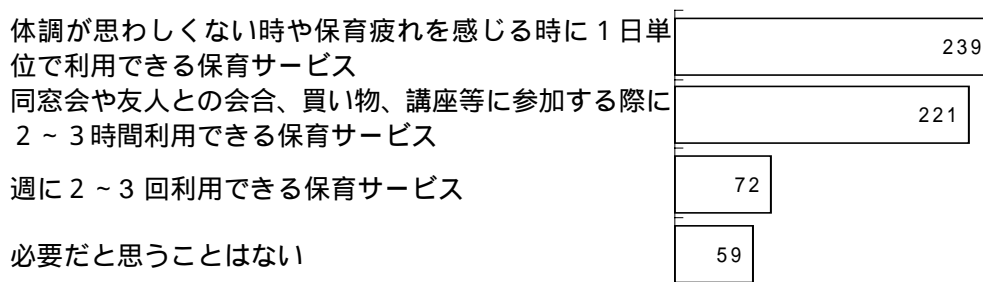 体調が思わしくない時や保育疲れを感じる時に１日単
位で利用できる保育サービス
239
同窓会や友人との会合、買い物、講座等に参加する際に
２～３時間利用できる保育サービス
221
週に２～３回利用できる保育サービス
72
必要だと思うことはない
59